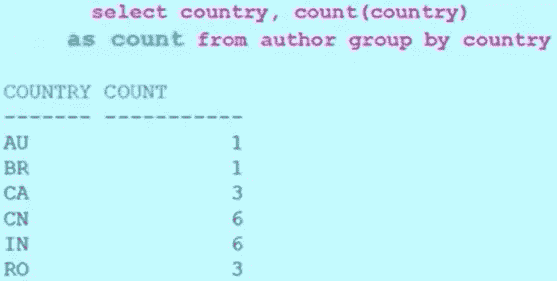 select country, count(country)
as count from author group by country
COUNTRY COUNT
------- -----------
AU 1
BR 1
CA 3
CN 6
IN 6
RO 3